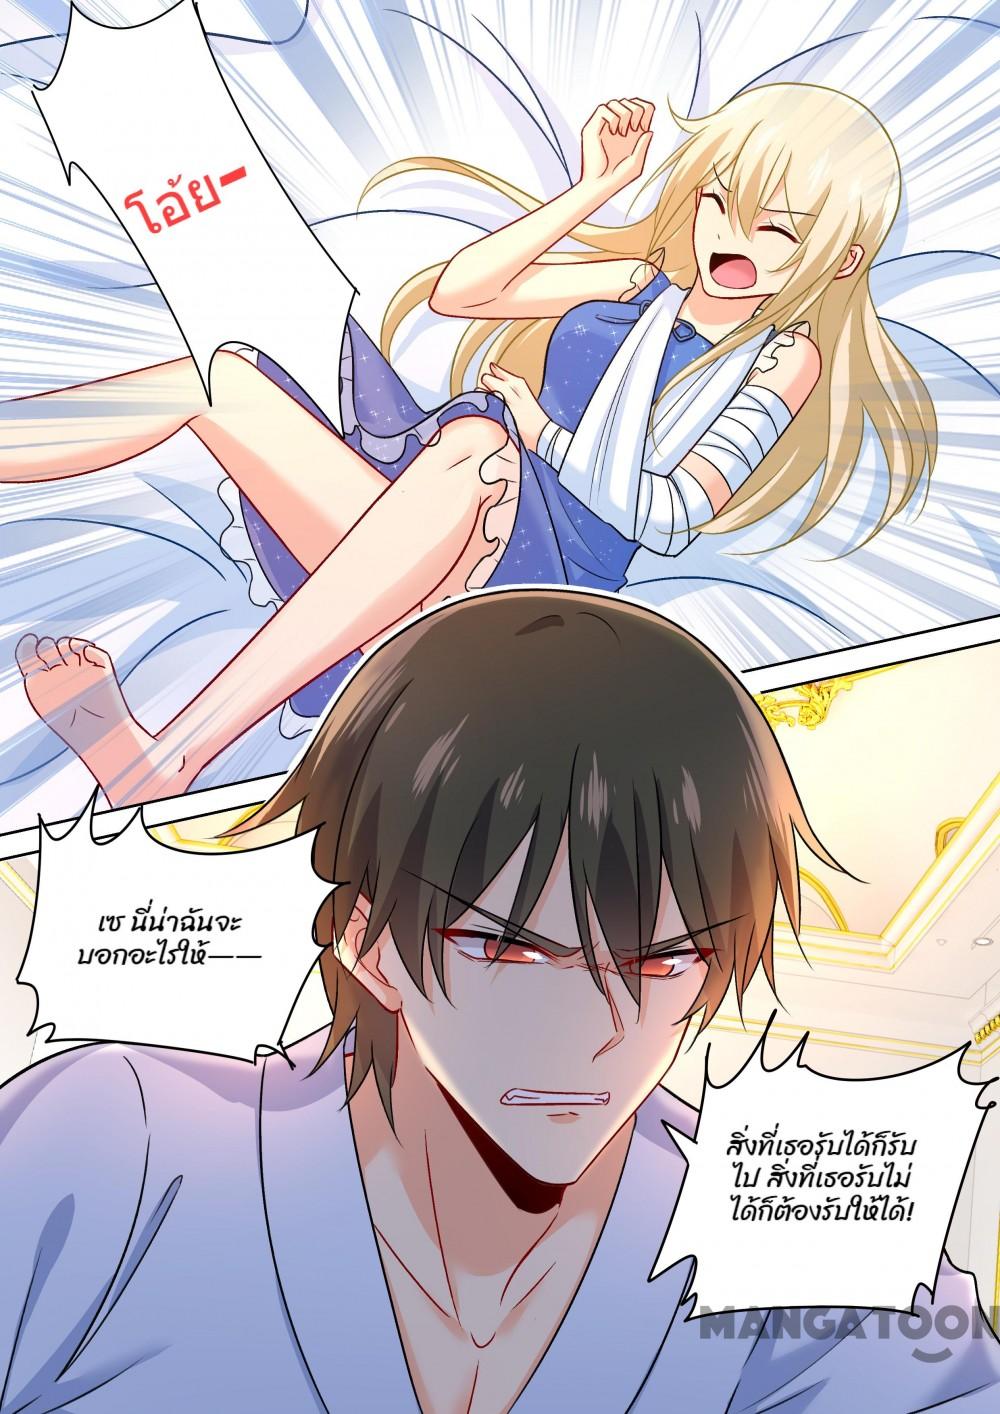 โอ้ย-
เซ นี่น่าฉันจะ
บอกอะไรให้——
สิ่งที่เธอรับได้ก็รับ
ไป สิ่งที่เธอรับไม่
ได้ก็ต้องรับให้ได้!
MANGATOON